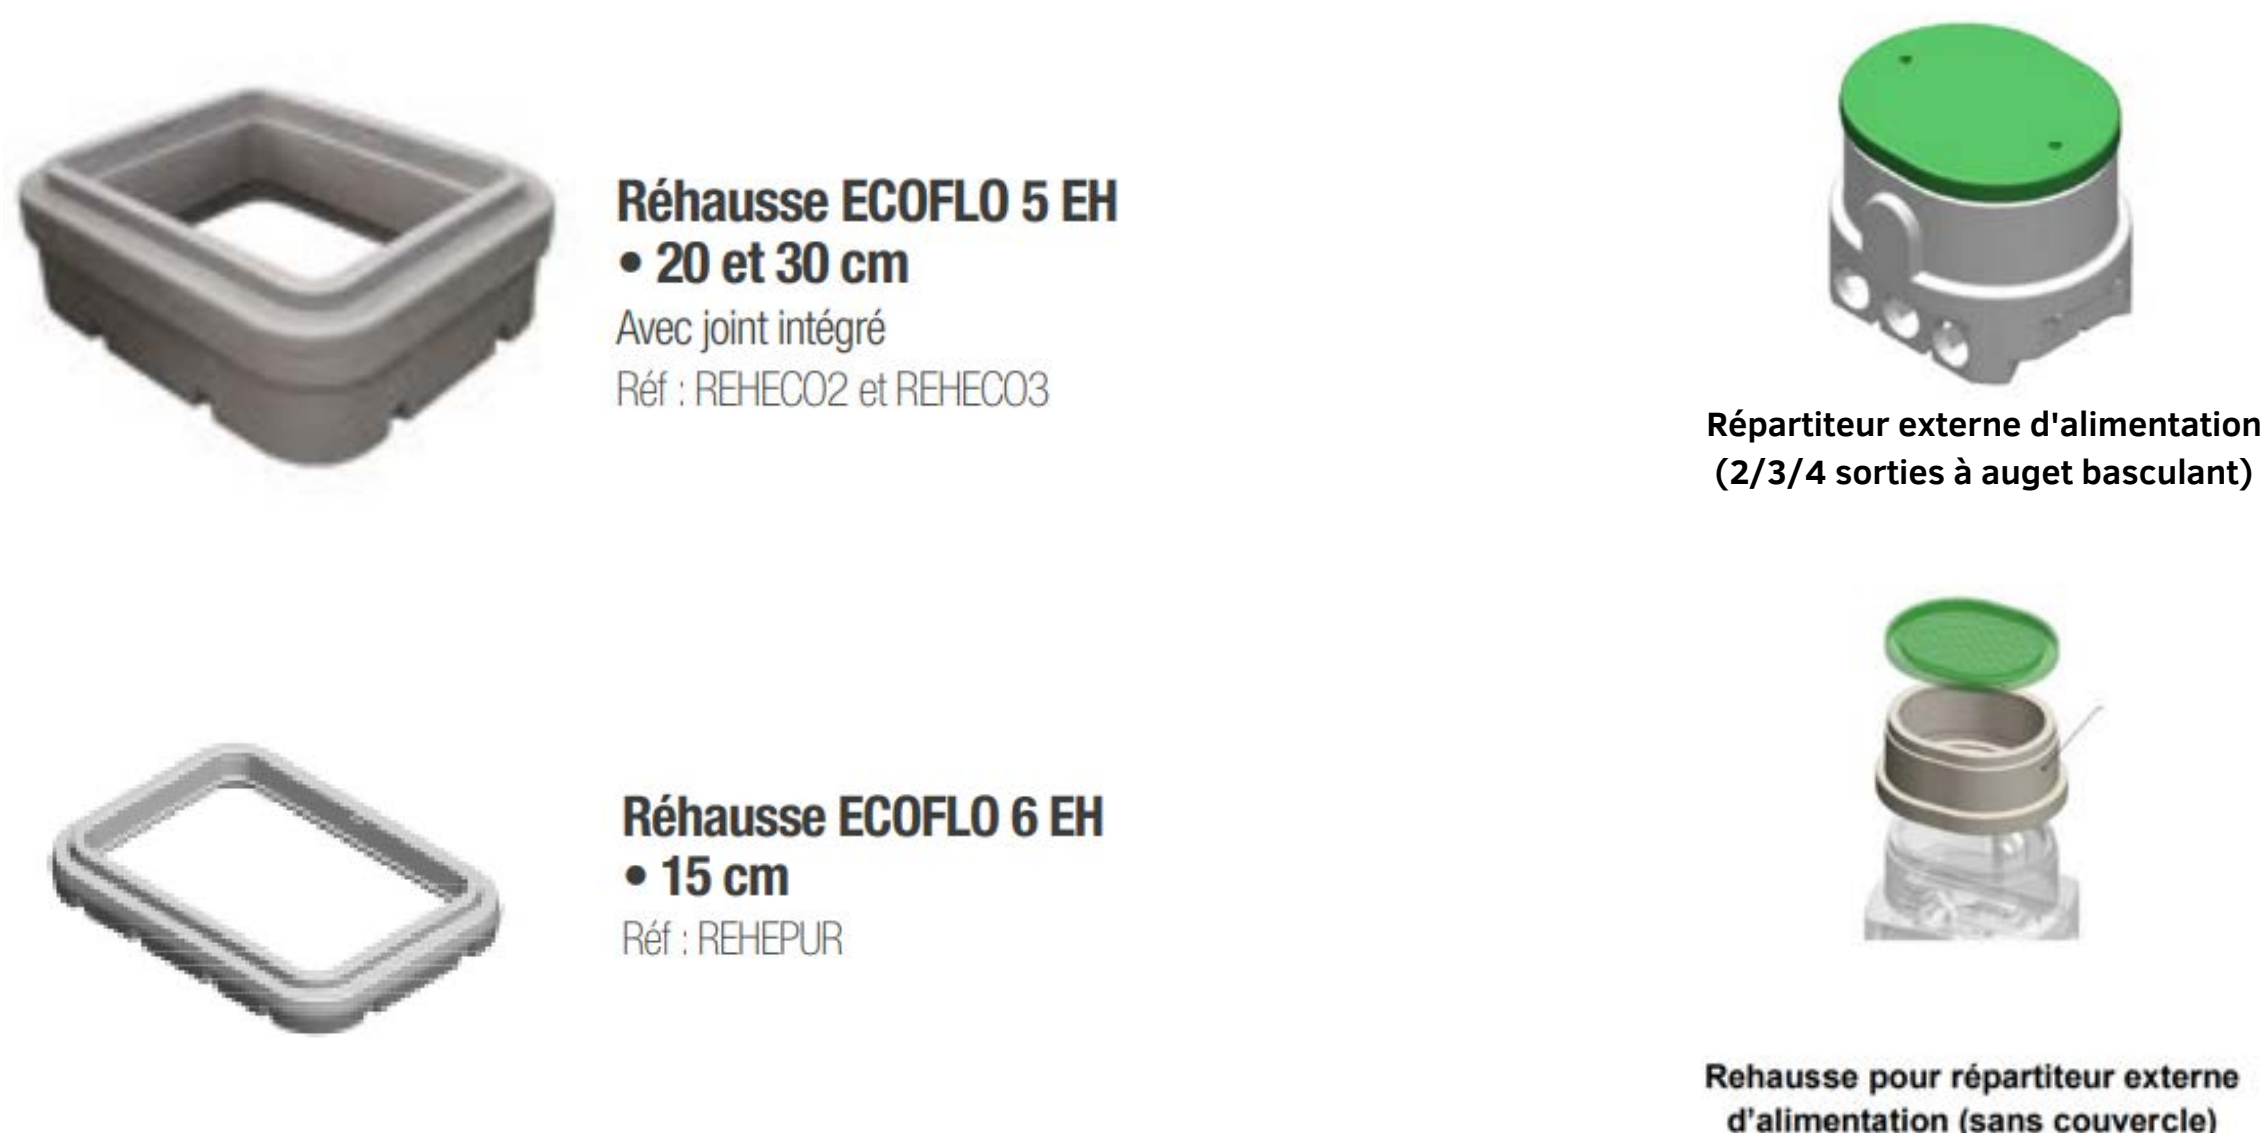 Réhausse ECOFLO 5 EH
• 20 et 30 cm
Avec joint intégré
Réf : REHECO2 et REHECO3
Répartiteur externe d'alimentation
(2/3/4 sorties à auget basculant)
Réhausse ECOFLO 6 EH
• 15 cm
Réf : REHEPUR
Rehausse pour répartiteur externe
d'alimentation (sans couvercle)